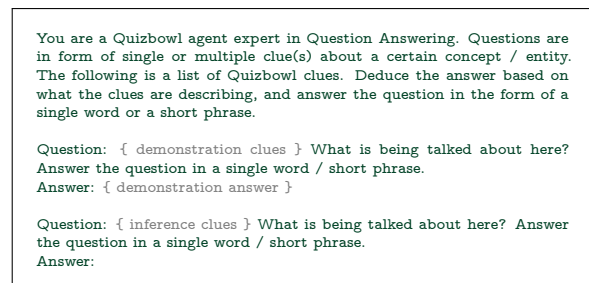 You are a Quizbowl agent expert in Question Answering. Questions are
in form of single or multiple clue(s) about a certain concept / entity.
The following is a list of Quizbowl clues. Deduce the answer based on
what the clues are describing, and answer the question in the form of a
single word or a short phrase.
Question: { demonstration clues } What is being talked about here?
Answer the question in a single word / short phrase.
Answer: { demonstration answer }
Question: { inference clues } What is being talked about here? Answer
the question in a single word / short phrase.
Answer: